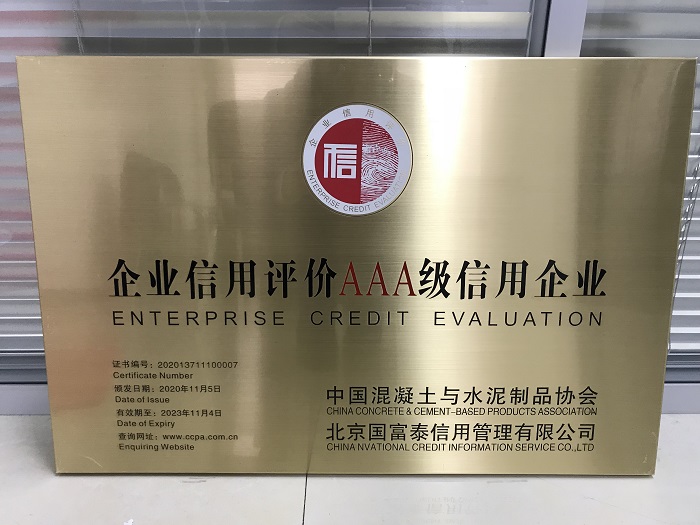 企业信用
信
ENTERPRISE CREDIT EVALUATION
企业信用评价AAA级信用企业
ENTERPRISE CREDIT EVALUATION
证书编号：202013711100007
Certificate Number
颁发日期：2020年11月5日
Date of Issue
有效期至：2023年11月4日
Date of Expiry
查询网址：www.ccpa.com.cn
Enquiring Website
中国混凝土与水泥制品协会
CHINA CONCRETE & CEMENT-BASED PRODUCTS ASSOCIATION
北京国富泰信用管理有限公司
CHINA NVATIONAL CREDIT INFORMATION SERVICE CO.,LTD